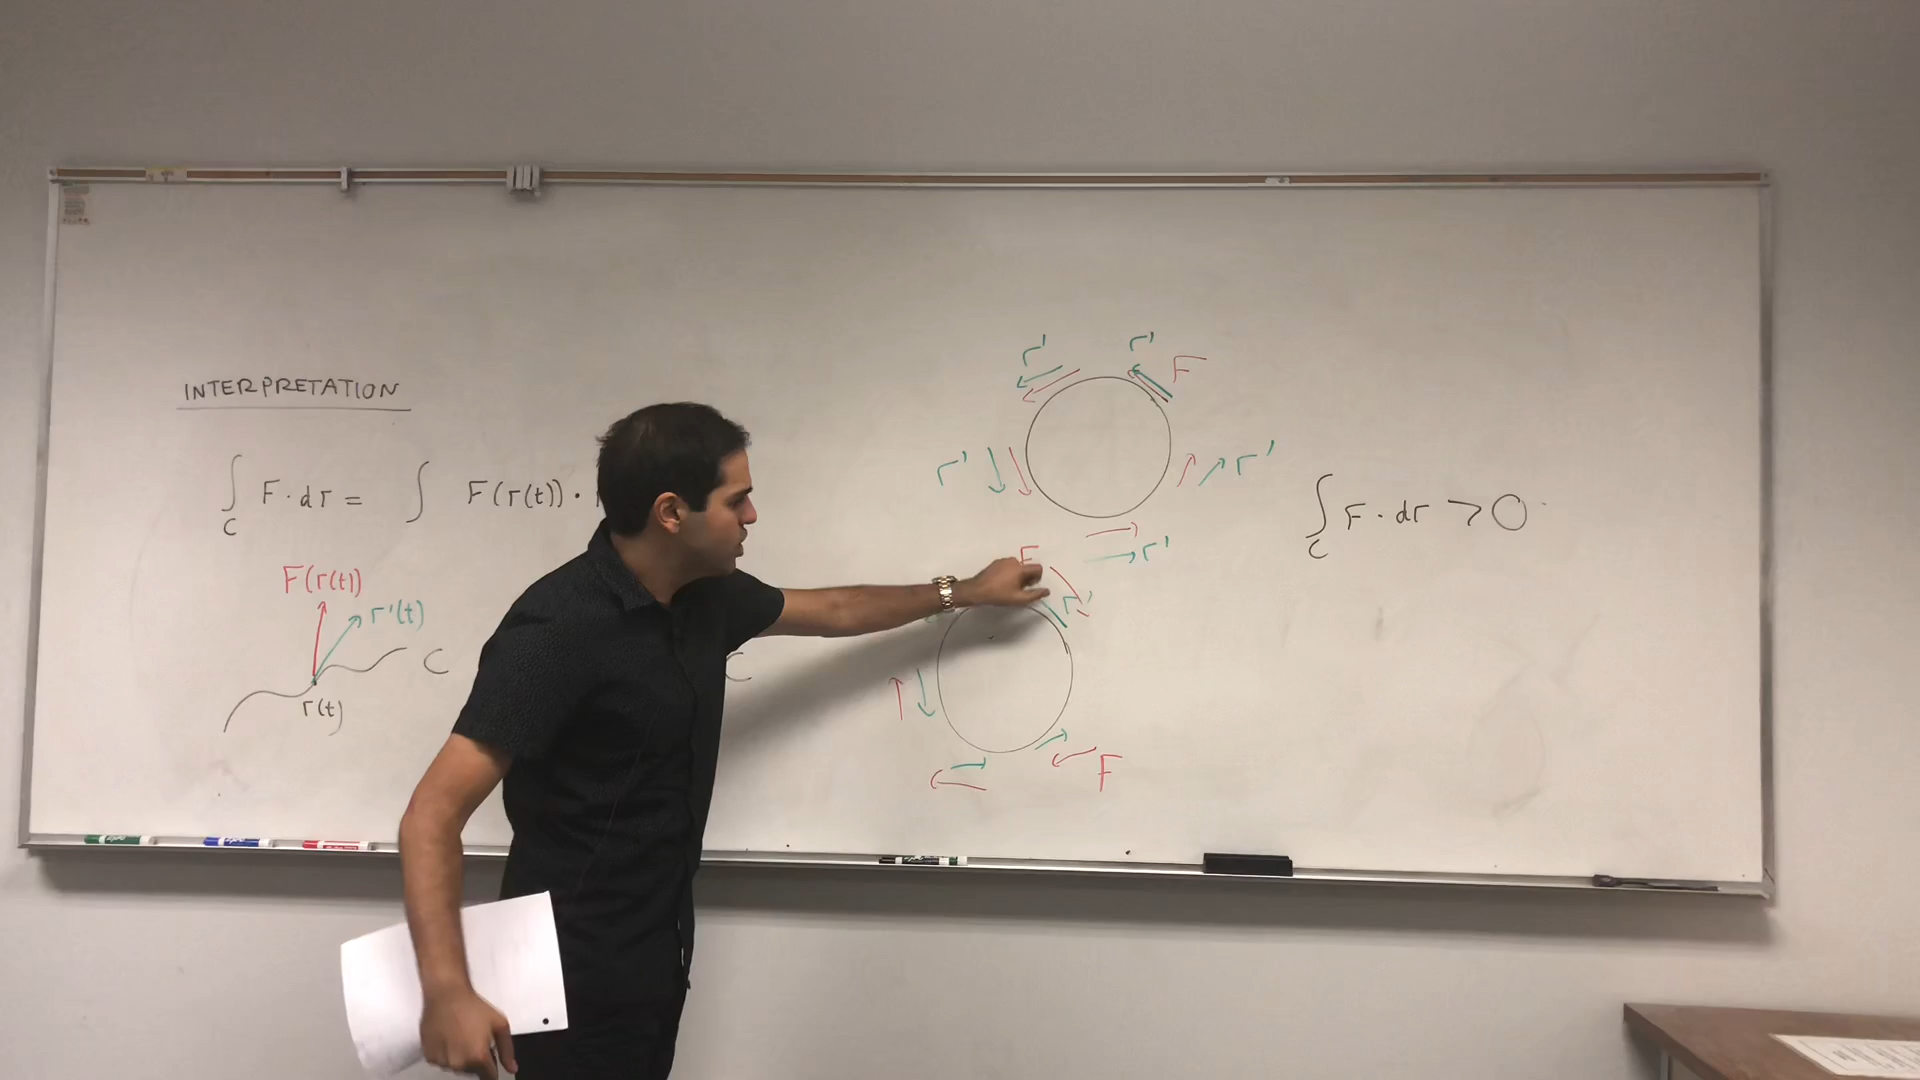 INTERPRETATION
∫ F · dr = ∫ F(r(t)) ·
C
F(r(t))
r'(t)
C
r(t)
C
r'
r'
F
r'
r'
r'
F
r'
F
∫ F · dr > 0
C